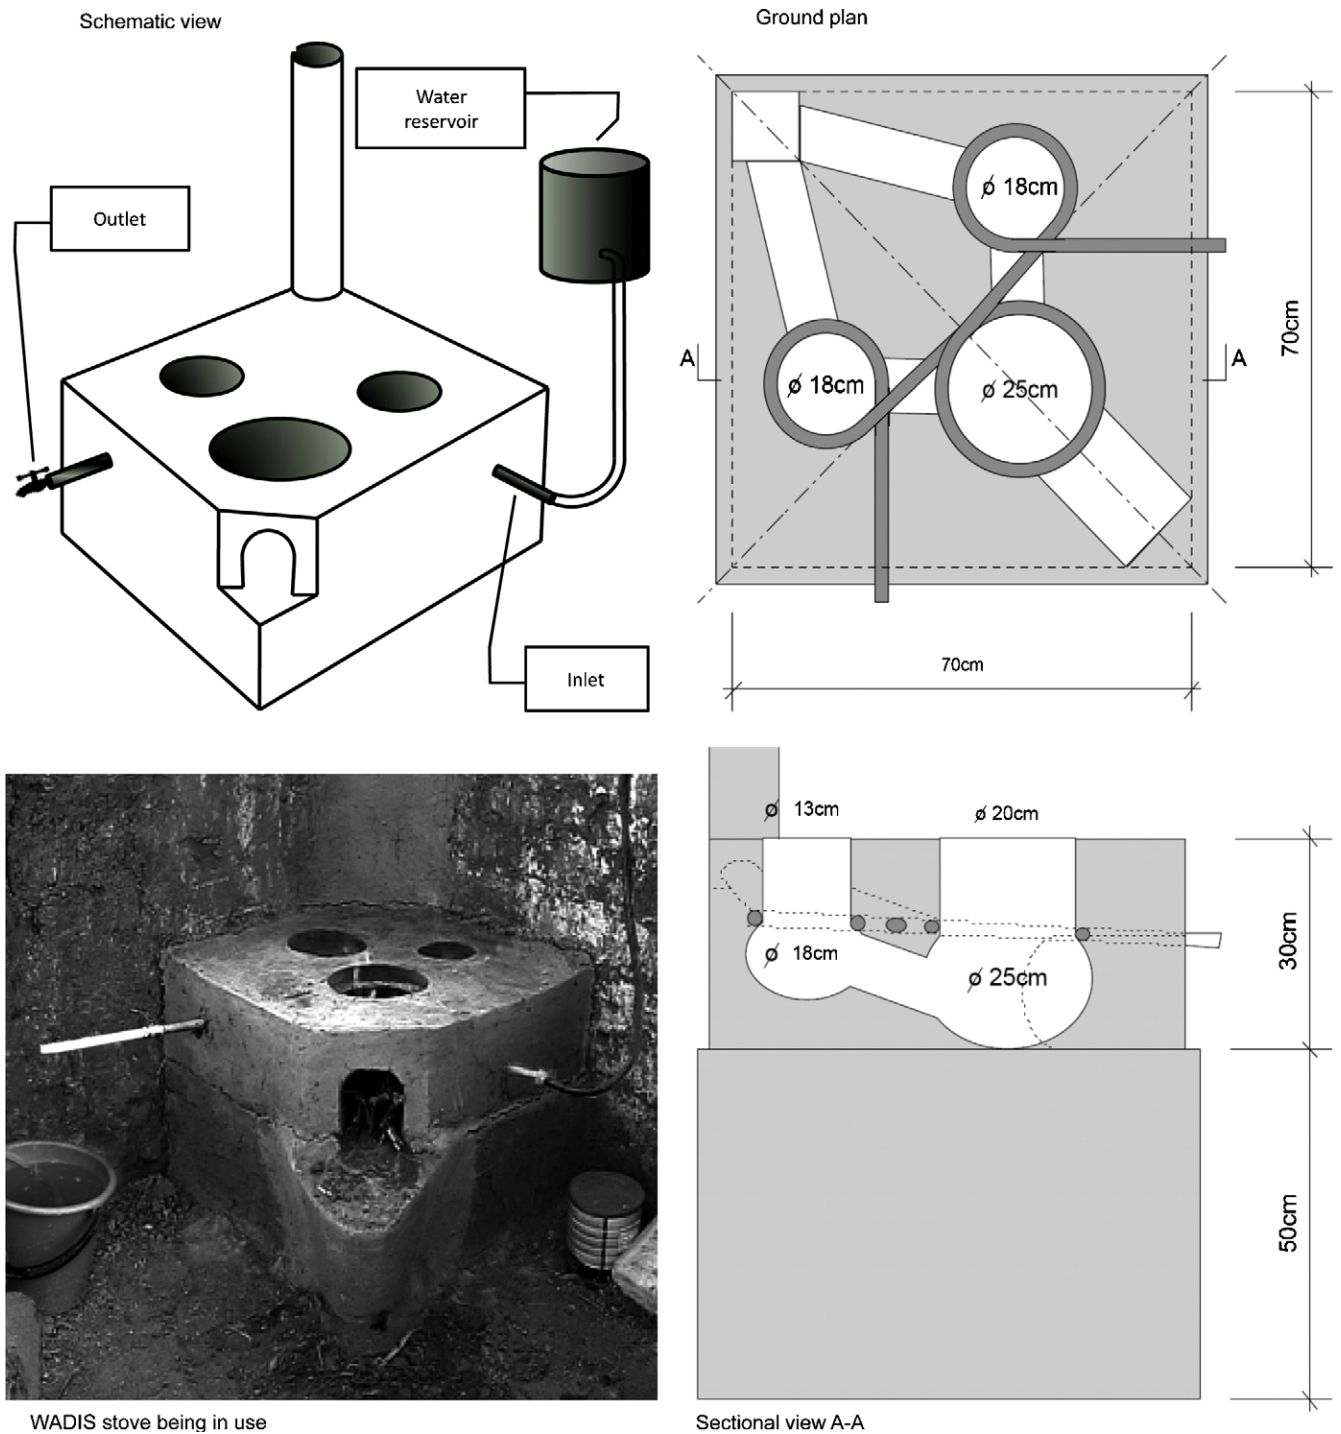 Schematic view
Water
reservoir
Outlet
Inlet
Ground plan
ϕ 18cm
ϕ 18cm
ϕ 25cm
A
A
70cm
70cm
ϕ 13cm
ϕ 20cm
ϕ 18cm
ϕ 25cm
30cm
50cm
WADIS stove being in use
Sectional view A-A